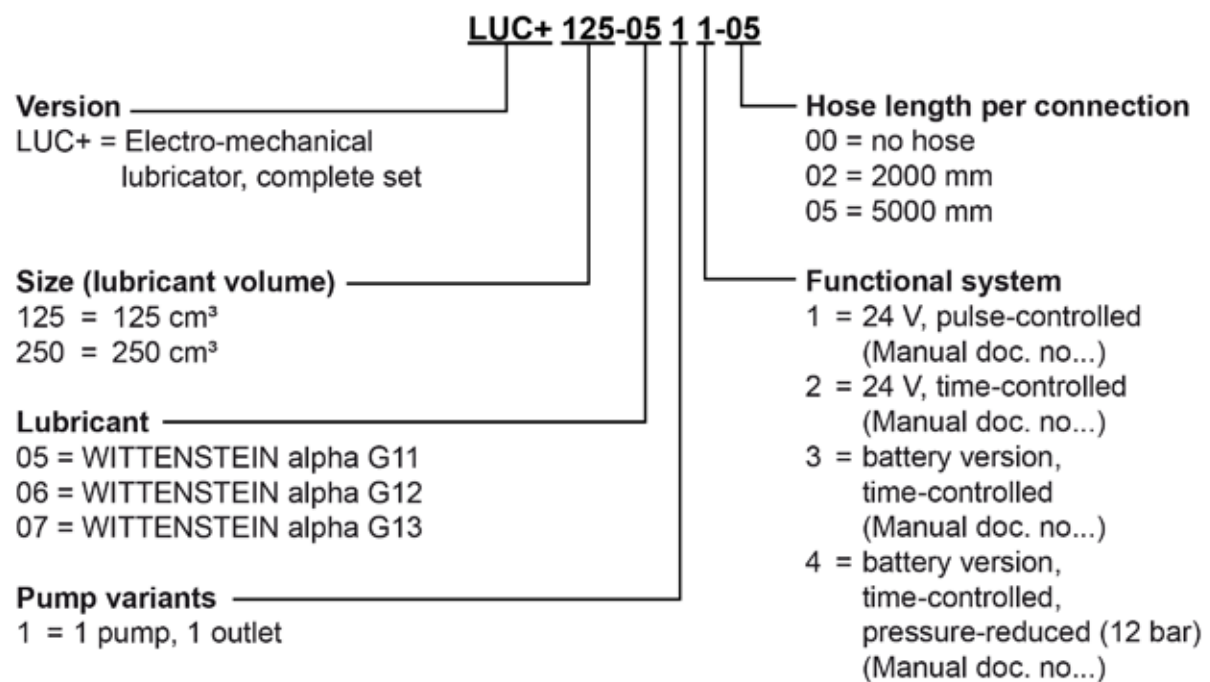 LUC+ 125-05 1 1-05
Version
LUC+ = Electro-mechanical
lubricator, complete set
Size (lubricant volume)
125 = 125 cm³
250 = 250 cm³
Lubricant
05 = WITTENSTEIN alpha G11
06 = WITTENSTEIN alpha G12
07 = WITTENSTEIN alpha G13
Pump variants
1 = 1 pump, 1 outlet
Hose length per connection
00 = no hose
02 = 2000 mm
05 = 5000 mm
Functional system
1 = 24 V, pulse-controlled
(Manual doc. no...)
2 = 24 V, time-controlled
(Manual doc. no...)
3 = battery version,
time-controlled
(Manual doc. no...)
4 = battery version,
time-controlled,
pressure-reduced (12 bar)
(Manual doc. no...)